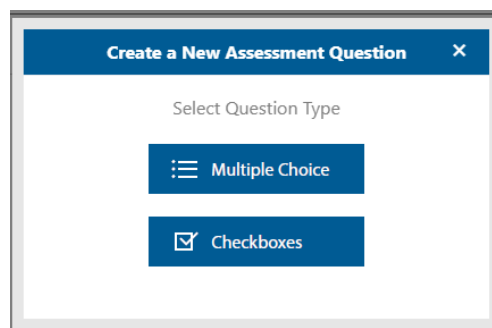 Create a New Assessment Question ×
Select Question Type
Multiple Choice
Checkboxes